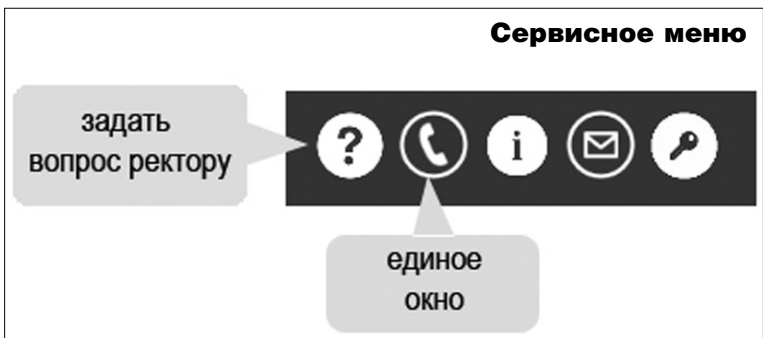 Сервисное меню
задать
вопрос ректору
? i
единое
окно